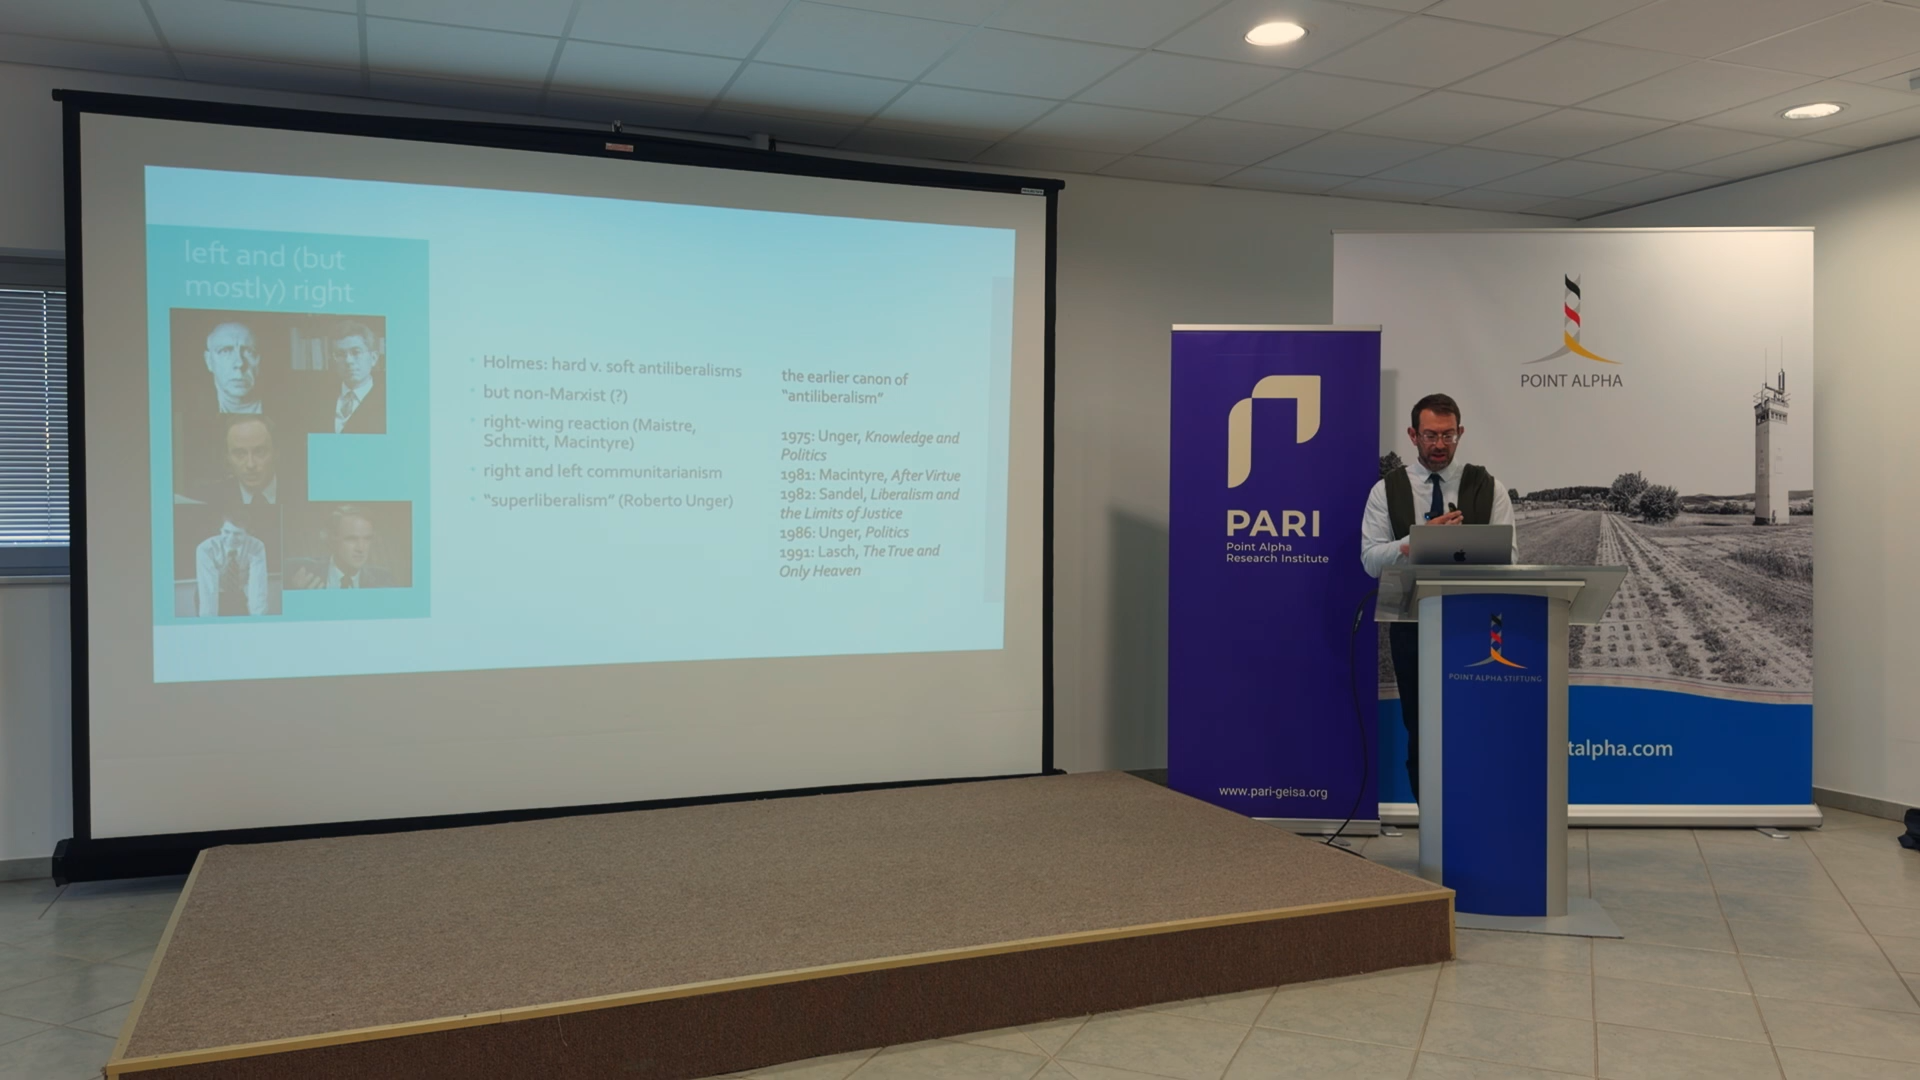 left and (but
mostly) right
• Holmes: hard v. soft antiliberalisms
• but non-Marxist (?)
• right-wing reaction (Maistre,
Schmitt, Macintyre)
• right and left communitarianism
• “superliberalism” (Roberto Unger)
the earlier canon of
“antiliberalism”
1975: Unger, Knowledge and
Politics
1981: Macintyre, After Virtue
1982: Sandel, Liberalism and
the Limits of Justice
1986: Unger, Politics
1991: Lasch, The True and
Only Heaven
PARI
Point Alpha
Research Institute
www.pari-geisa.org
POINT ALPHA
talpha.com
POINT ALPHA STIFTUNG